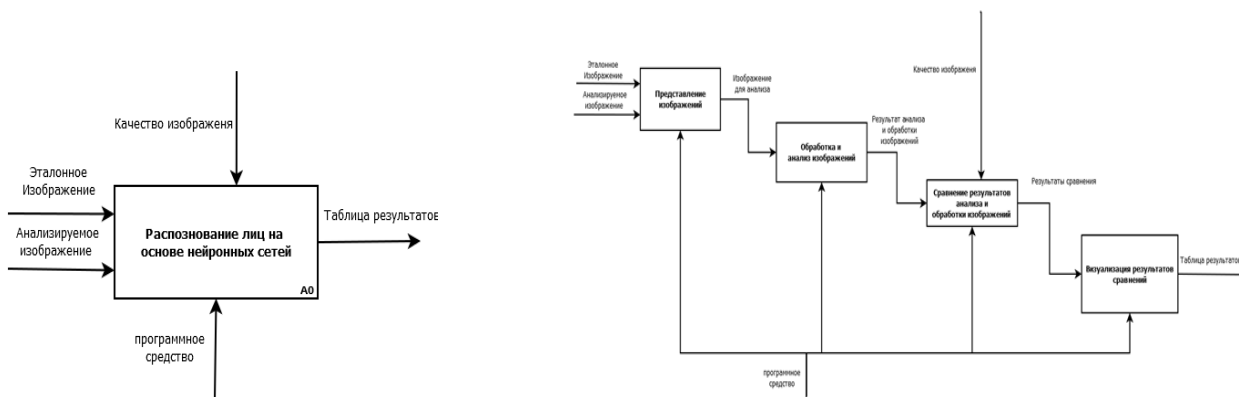 Качество изображеня
Эталонное
Изображение
Анализируемое
изображение
Распознование лиц на
основе нейронных сетей
A0
Таблица результатов
программное
средство
Эталонное
Изображение
Анализируемое
изображение
Представление
изображений
Изображение
для анализа
Обработка и
анализ изображений
Результат анализа
и обработки
изображений
Качество изображеня
Сравнение результатов
анализа и
обработки изображений
Результаты сравнения
Визуализация результатов
сравнений
Таблица результатов
программное
средство